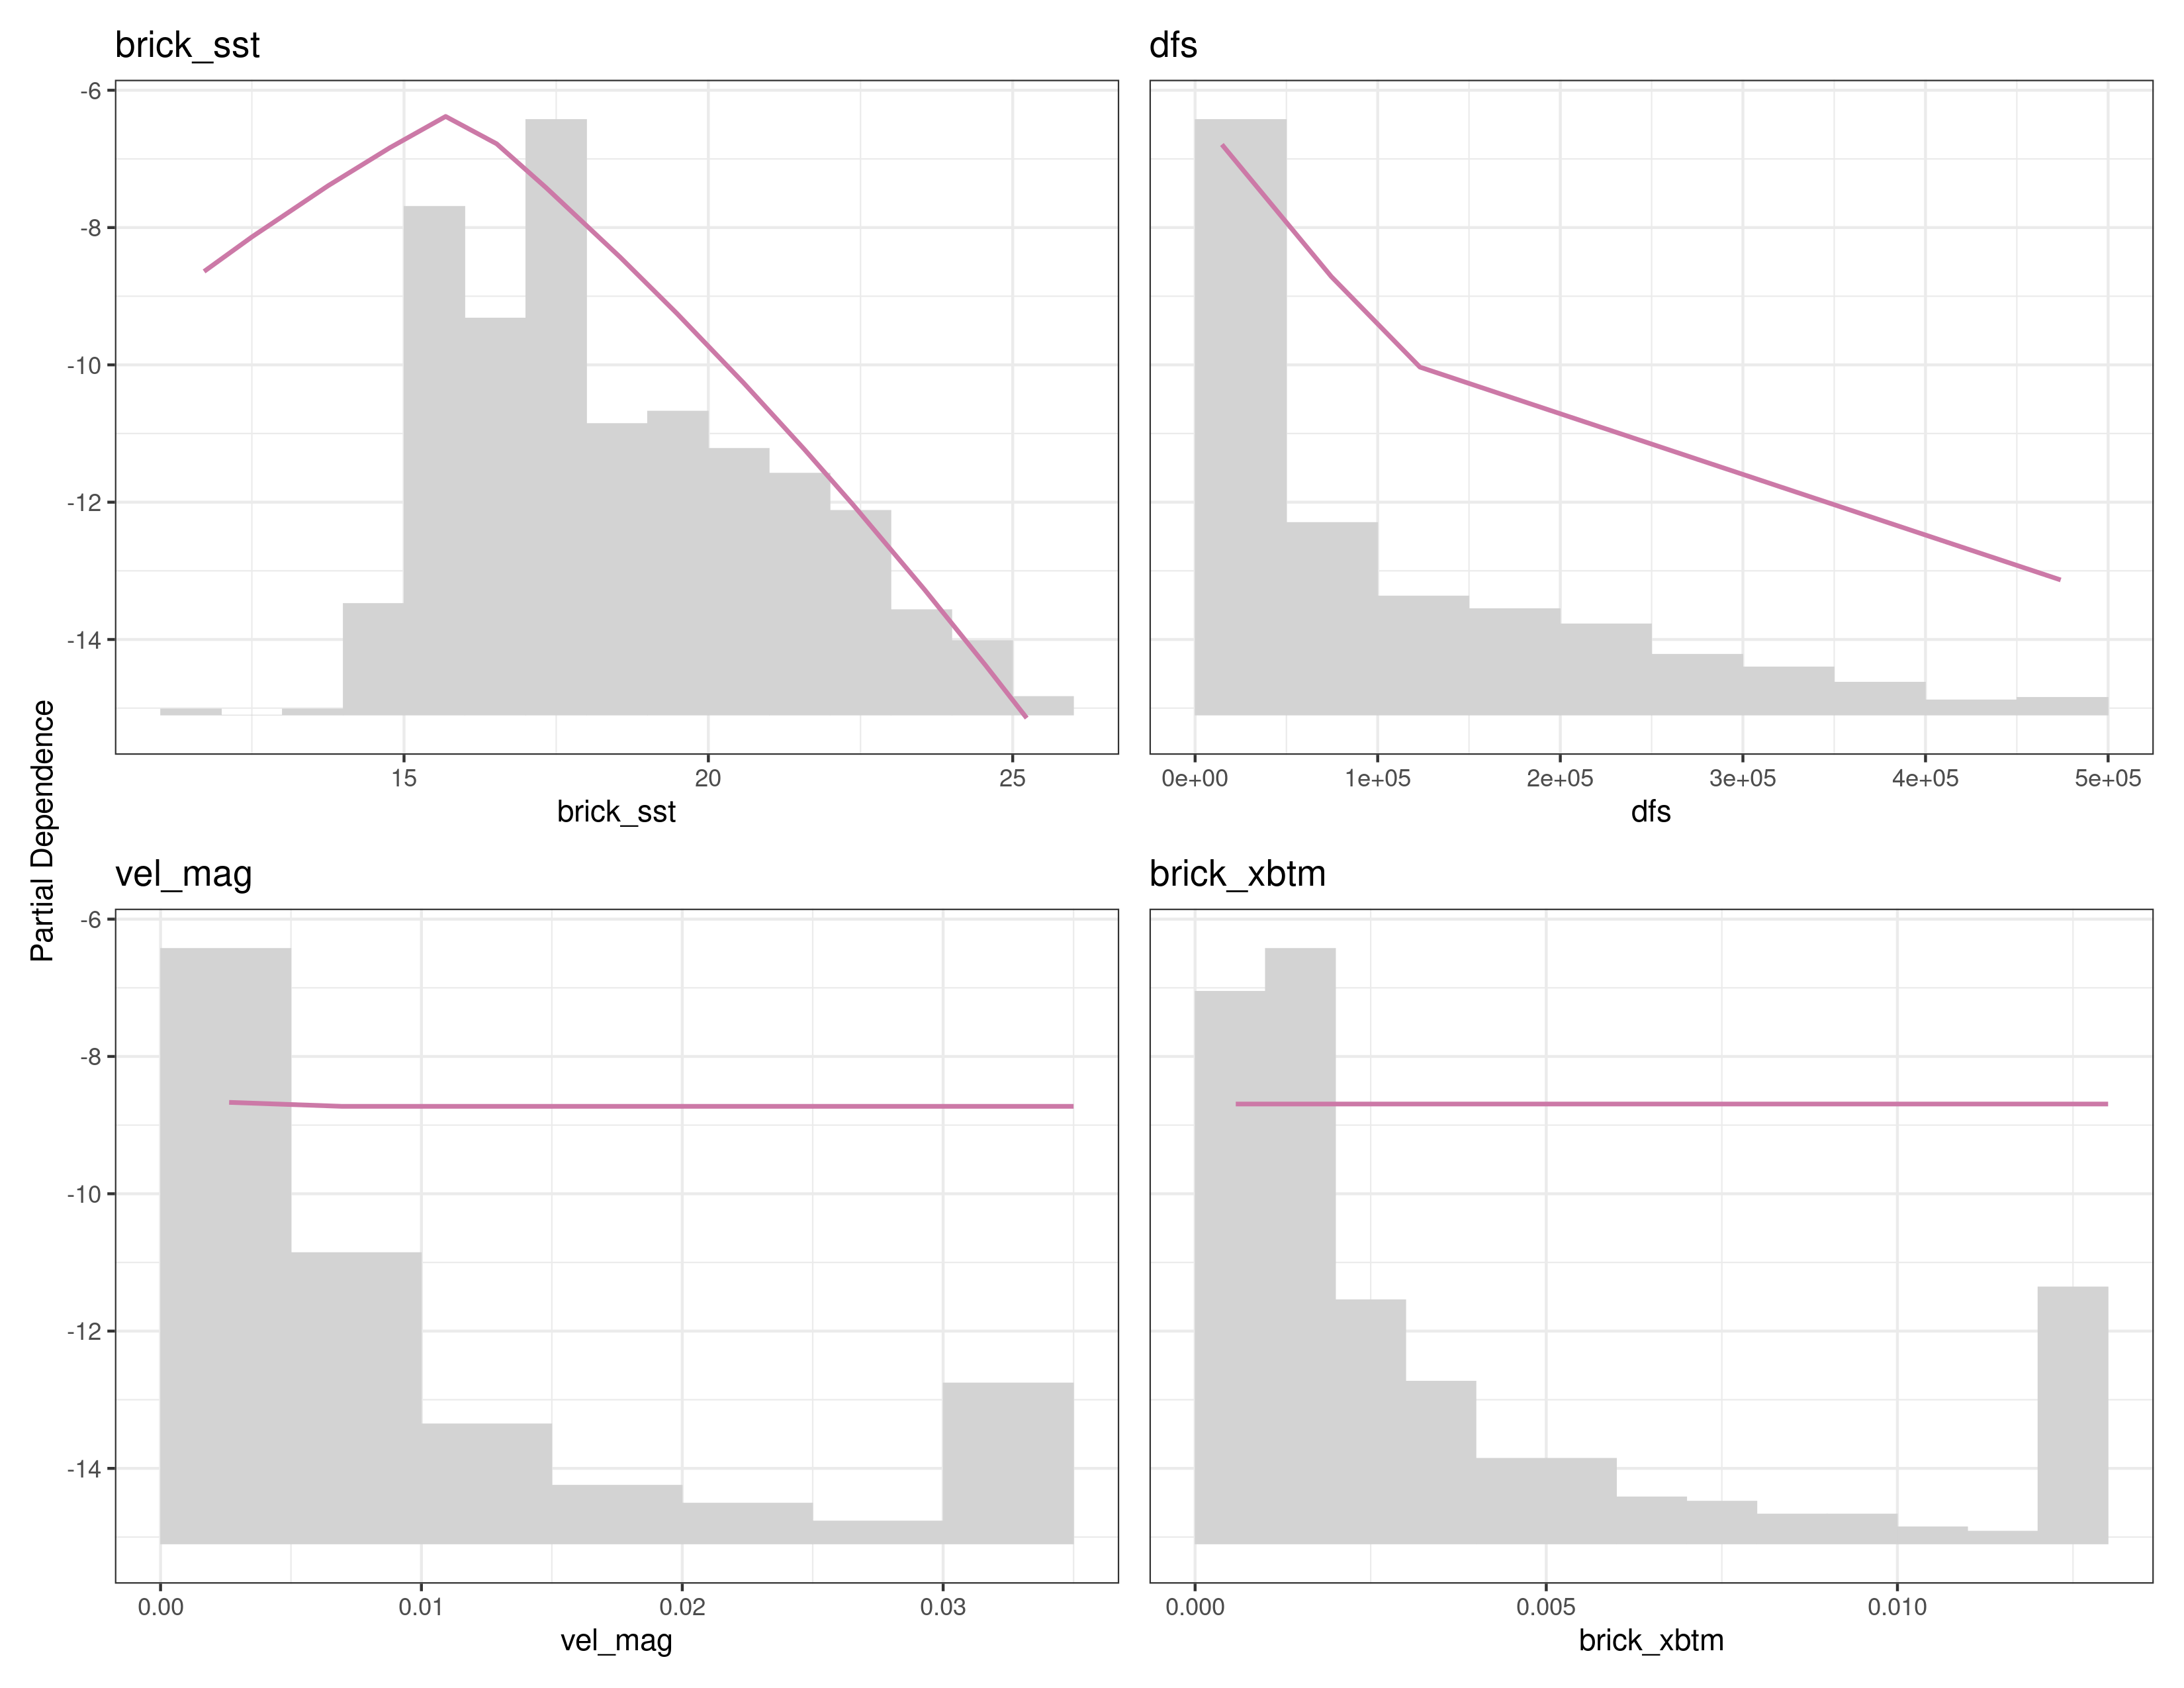 brick_sst
-6
-8
-10
-12
-14
15 20 25
brick_sst
dfs
0e+00 1e+05 2e+05 3e+05 4e+05 5e+05
dfs
Partial Dependence
vel_mag
-6
-8
-10
-12
-14
0.00 0.01 0.02 0.03
vel_mag
brick_xbtm
0.000 0.005 0.010
brick_xbtm